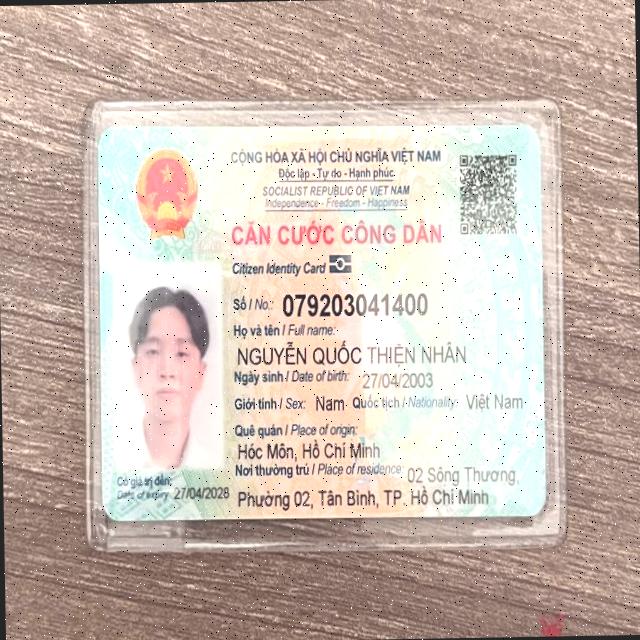 CỘNG HÒA XÃ HỘI CHỦ NGHĨA VIỆT NAM
Độc lập - Tự do - Hạnh phúc
SOCIALIST REPUBLIC OF VIET NAM
Independence - Freedom - Happiness
CĂN CƯỚC CÔNG DÂN
Citizen Identity Card
Số / No.: 079203041400
Họ và tên / Full name:
NGUYỄN QUỐC THIỆN NHÂN
Ngày sinh / Date of birth: 27/04/2003
Giới tính / Sex: Nam Quốc tịch / Nationality: Việt Nam
Quê quán / Place of origin:
Hóc Môn, Hồ Chí Minh
Nơi thường trú / Place of residence: 02 Sông Thương,
Phường 02, Tân Bình, TP. Hồ Chí Minh
Có giá trị đến:
Date of expiry: 27/04/2028